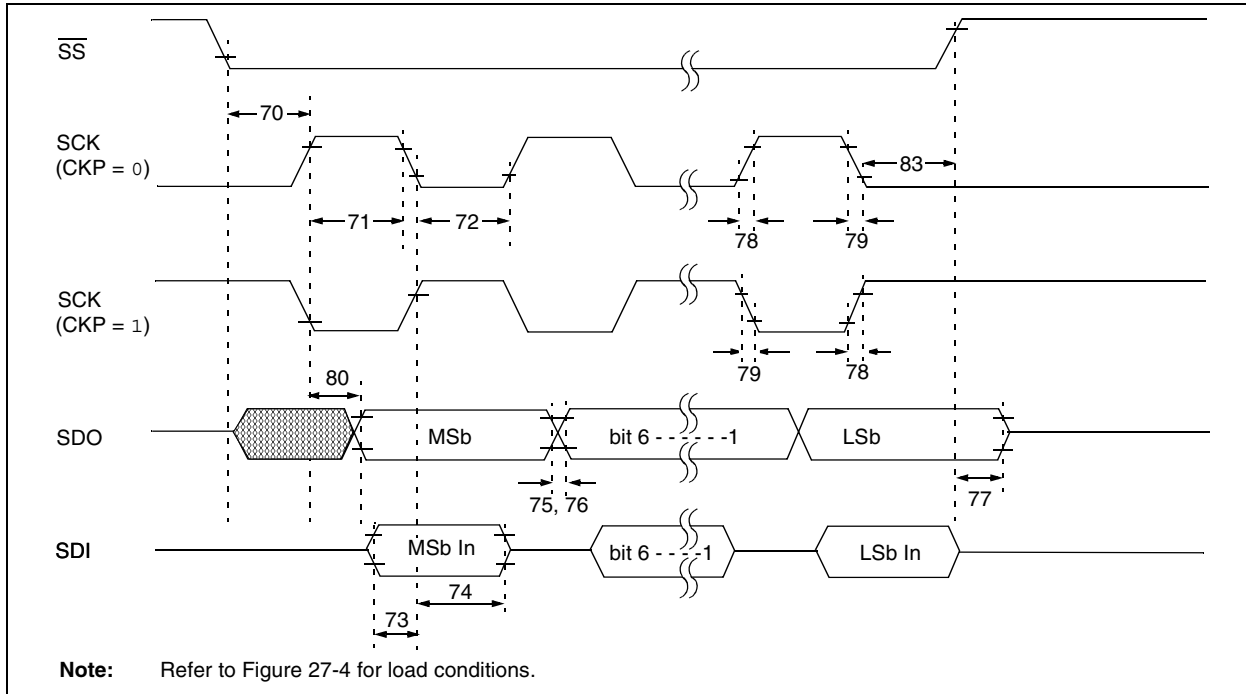 SS
70
SCK
(CKP = 0)
83
71
72
78
79
SCK
(CKP = 1)
79
78
80
SDO
MSb
bit 6 - - - - - -1
LSb
75, 76
77
SDI
MSb In
bit 6 - - - - -1
LSb In
74
73
Note: Refer to Figure 27-4 for load conditions.